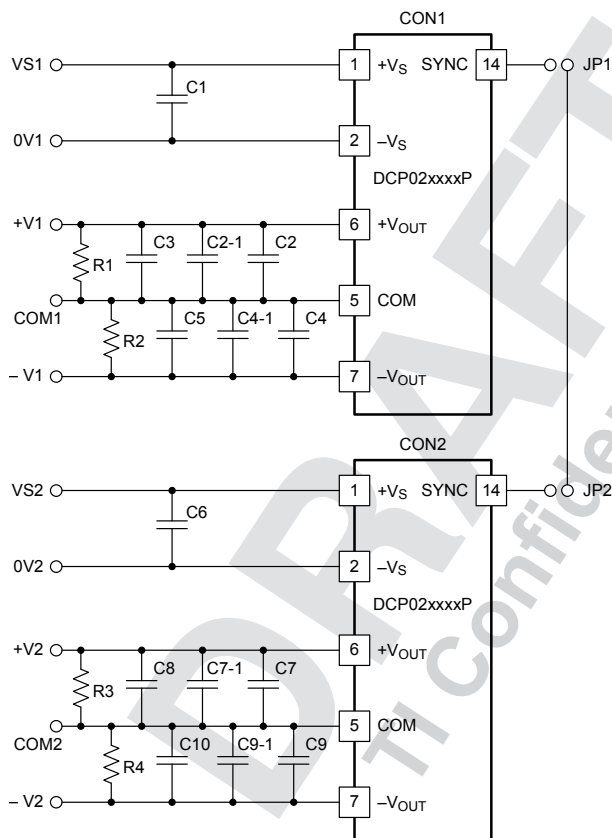 CON1
VS1
1 +VS SYNC 14
JP1
C1
0V1
2 –VS
DCP02xxxxP
+V1
6 +VOUT
R1 C3 C2-1 C2
COM1
5 COM
R2 C5 C4-1 C4
– V1
7 –VOUT
CON2
VS2
1 +VS SYNC 14
JP2
C6
0V2
2 –VS
DCP02xxxxP
+V2
6 +VOUT
R3 C8 C7-1 C7
COM2
5 COM
R4 C10 C9-1 C9
– V2
7 –VOUT
DRAFT
TI Confiden